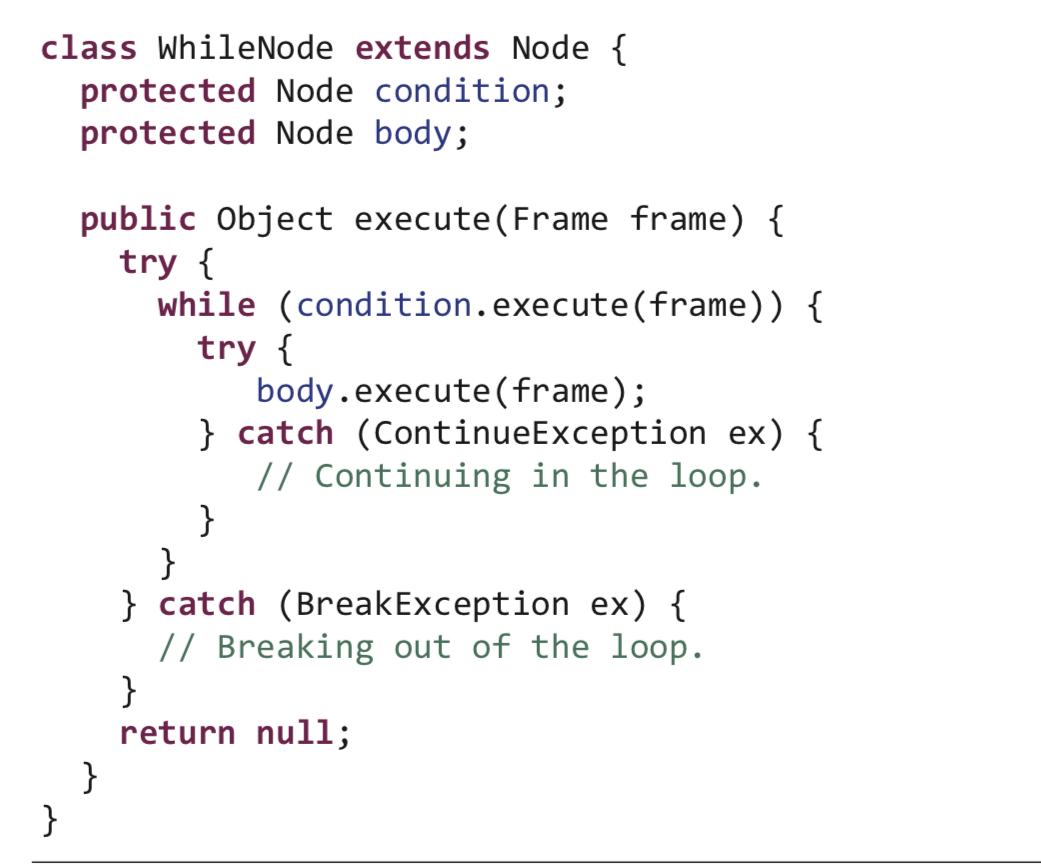 class WhileNode extends Node {
  protected Node condition;
  protected Node body;

  public Object execute(Frame frame) {
    try {
      while (condition.execute(frame)) {
        try {
           body.execute(frame);
        } catch (ContinueException ex) {
           // Continuing in the loop.
        }
      }
    } catch (BreakException ex) {
      // Breaking out of the loop.
    }
    return null;
  }
}